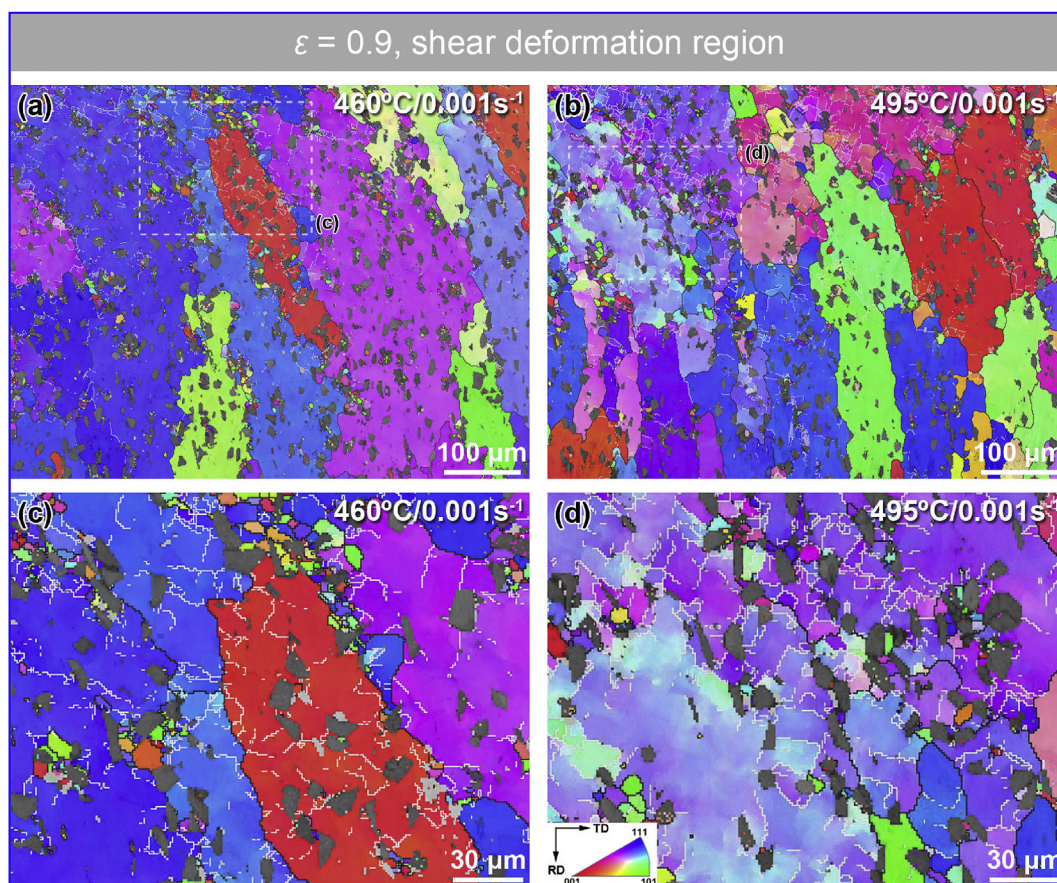 ε = 0.9, shear deformation region
(a)
460ºC/0.001s⁻¹
(c)
100 μm
(b)
495ºC/0.001s⁻¹
(d)
100 μm
(c)
460ºC/0.001s⁻¹
30 μm
(d)
495ºC/0.001s⁻¹
TD
RD
111
001
101
30 μm